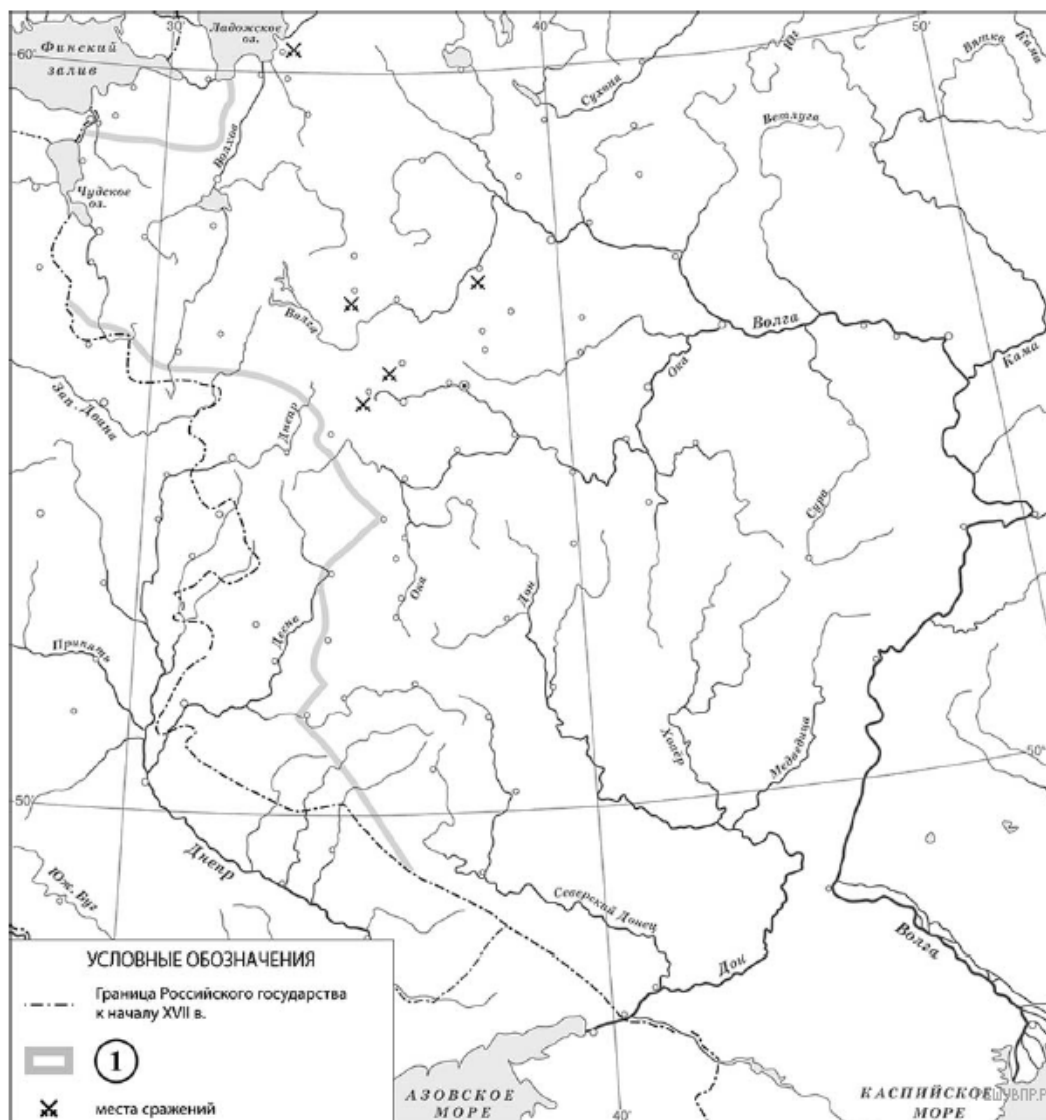 30°
40°
50°
Ладожское
оз.
Финский
залив
60°
Юг
Вятка
Кама
Сухона
Ветлуга
Волхов
Чудское
оз.
Волга
Волга
Ока
Кама
Зап. Двина
Днепр
Сура
Ока
Дон
Десна
Припять
Хопёр
Медведица
50°
50°
Днепр
Юж. Буг
Северский Донец
Дон
Волга
УСЛОВНЫЕ ОБОЗНАЧЕНИЯ
Граница Российского государства
к началу XVII в.
1
места сражений
АЗОВСКОЕ
МОРЕ
40°
КАСПИЙСКОЕ
МОРЕ